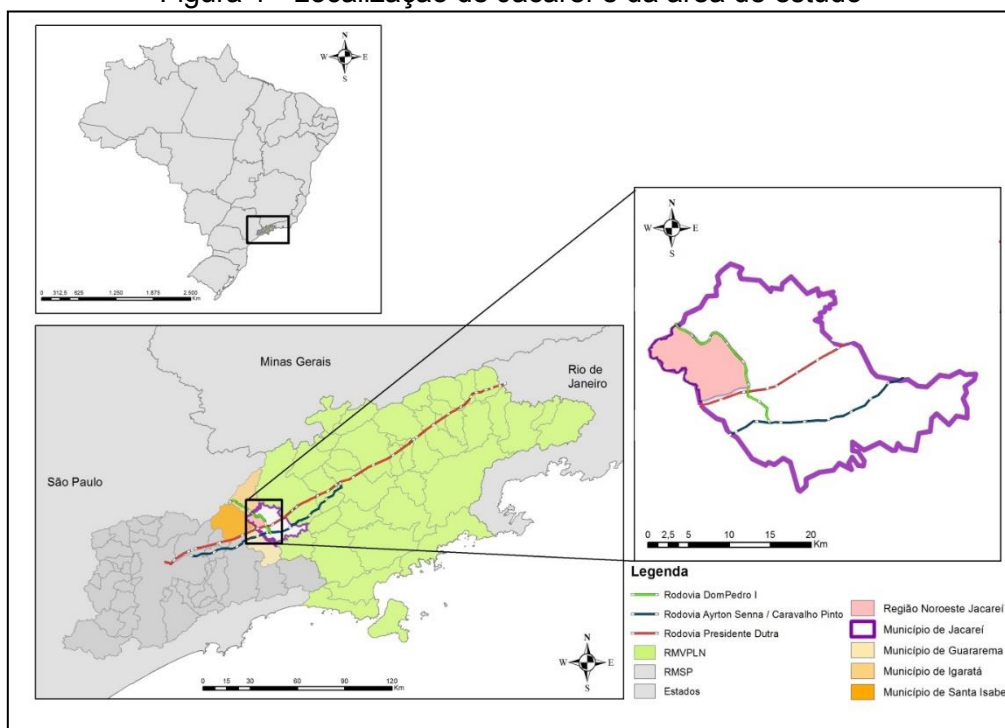 Figura 1 - Localização de Jacareí e da área de estudo
N
W E
S
0 312,5 625 1.250 1.875 2.500
Km
Minas Gerais
Rio de
Janeiro
São Paulo
0 15 30 60 90 120
Km
N
W E
S
N
W E
S
0 2,5 5 10 15 20
Km
Legenda
Rodovia DomPedro I
Rodovia Ayrton Senna / Caravalho Pinto
Rodovia Presidente Dutra
RMVPLN
RMSP
Estados
Região Noroeste Jacareí
Município de Jacareí
Município de Guararema
Município de Igaratá
Município de Santa Isabe